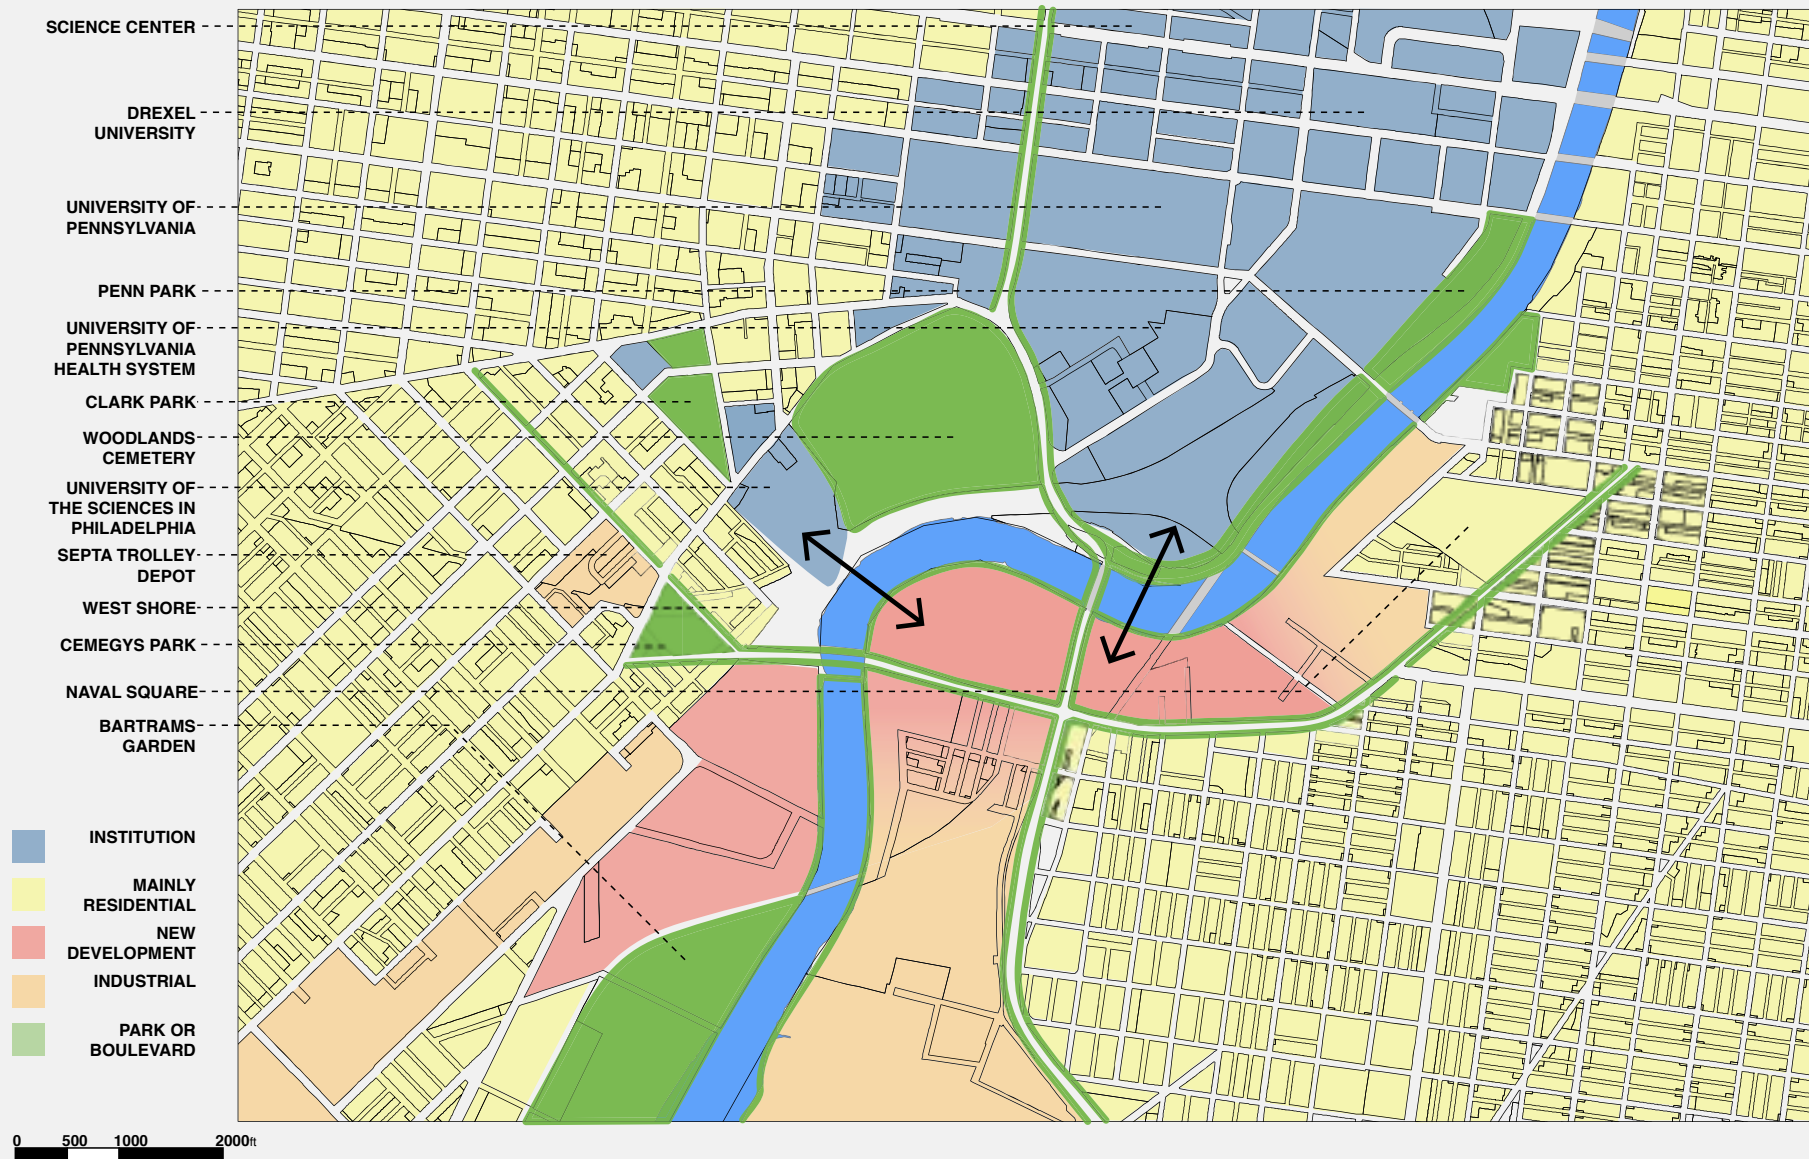 SCIENCE CENTER
DREXEL
UNIVERSITY
UNIVERSITY OF
PENNSYLVANIA
PENN PARK
UNIVERSITY OF
PENNSYLVANIA
HEALTH SYSTEM
CLARK PARK
WOODLANDS
CEMETERY
UNIVERSITY OF
THE SCIENCES IN
PHILADELPHIA
SEPTA TROLLEY
DEPOT
WEST SHORE
CEMEGYS PARK
NAVAL SQUARE
BARTRAMS
GARDEN
INSTITUTION
MAINLY
RESIDENTIAL
NEW
DEVELOPMENT
INDUSTRIAL
PARK OR
BOULEVARD
0 500 1000 2000ft